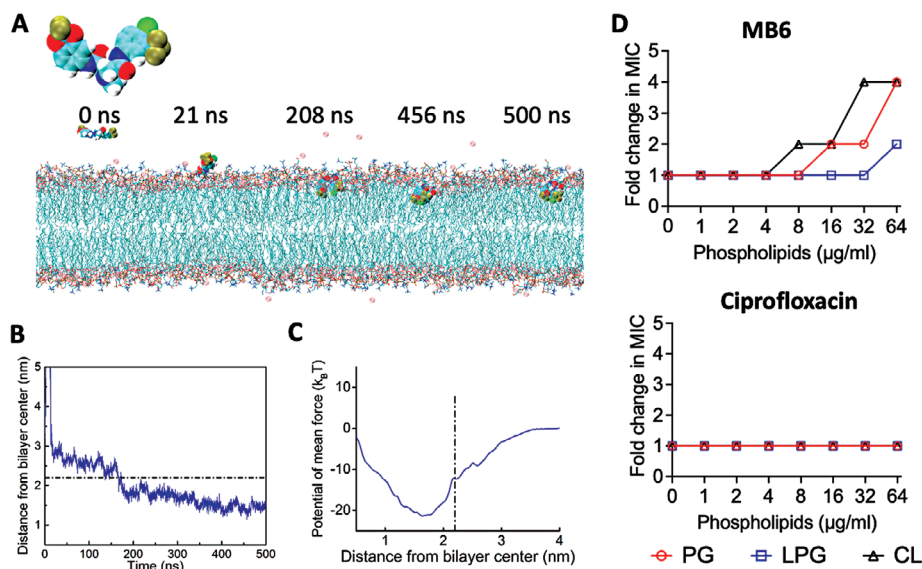 A
0 ns 21 ns 208 ns 456 ns 500 ns
B
Distance from bilayer center (nm)
5
4
3
2
1
0 100 200 300 400 500
Time (ns)
C
Potential of mean force (kBT)
10
0
-10
-20
1 2 3 4
Distance from bilayer center (nm)
D
MB6
Fold change in MIC
5
4
3
2
1
0
0 1 2 4 8 16 32 64
Phospholipids (μg/ml)
Ciprofloxacin
Fold change in MIC
5
4
3
2
1
0
0 1 2 4 8 16 32 64
Phospholipids (μg/ml)
PG LPG CL